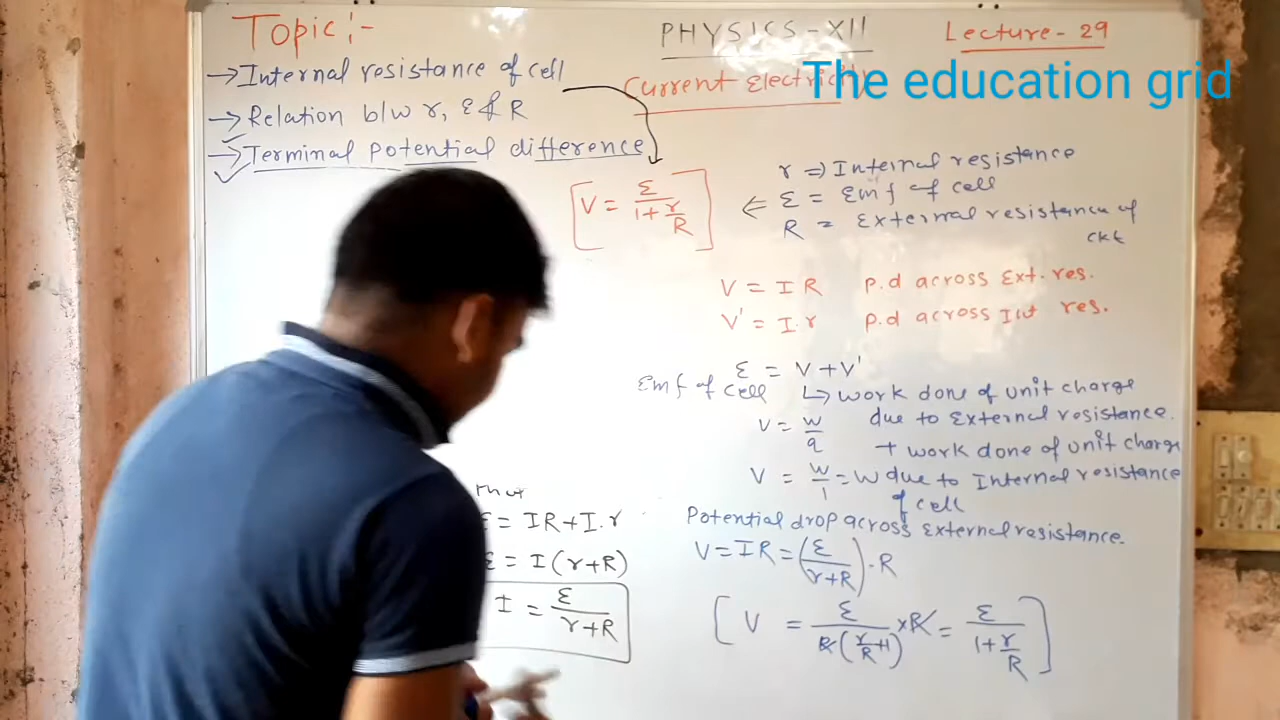 Topic:-
→ Internal resistance of cell
→ Relation b/w r, ε & R
→ Terminal potential difference
PHYSICS - XII
Lecture - 29
Current Electricity
The education grid
[V = ε/(1 + r/R)]
r => Internal resistance
⇐ ε = Emf of cell
R = External resistance of
ckt
V = IR p.d across Ext. res.
V' = I.r p.d across Int res.
ε = V + V'
Emf of cell ↳ work done of unit charge
V = w/q due to External resistance.
+ work done of unit charge
V = w/1 = w due to Internal resistance
of cell
that
ε = IR + I.r
ε = I(r+R)
I = ε/(r+R)
Potential drop across External resistance.
V = IR = (ε/(r+R)).R
[V = ε/(R(r/R+1)) × R = ε/(1 + r/R)]